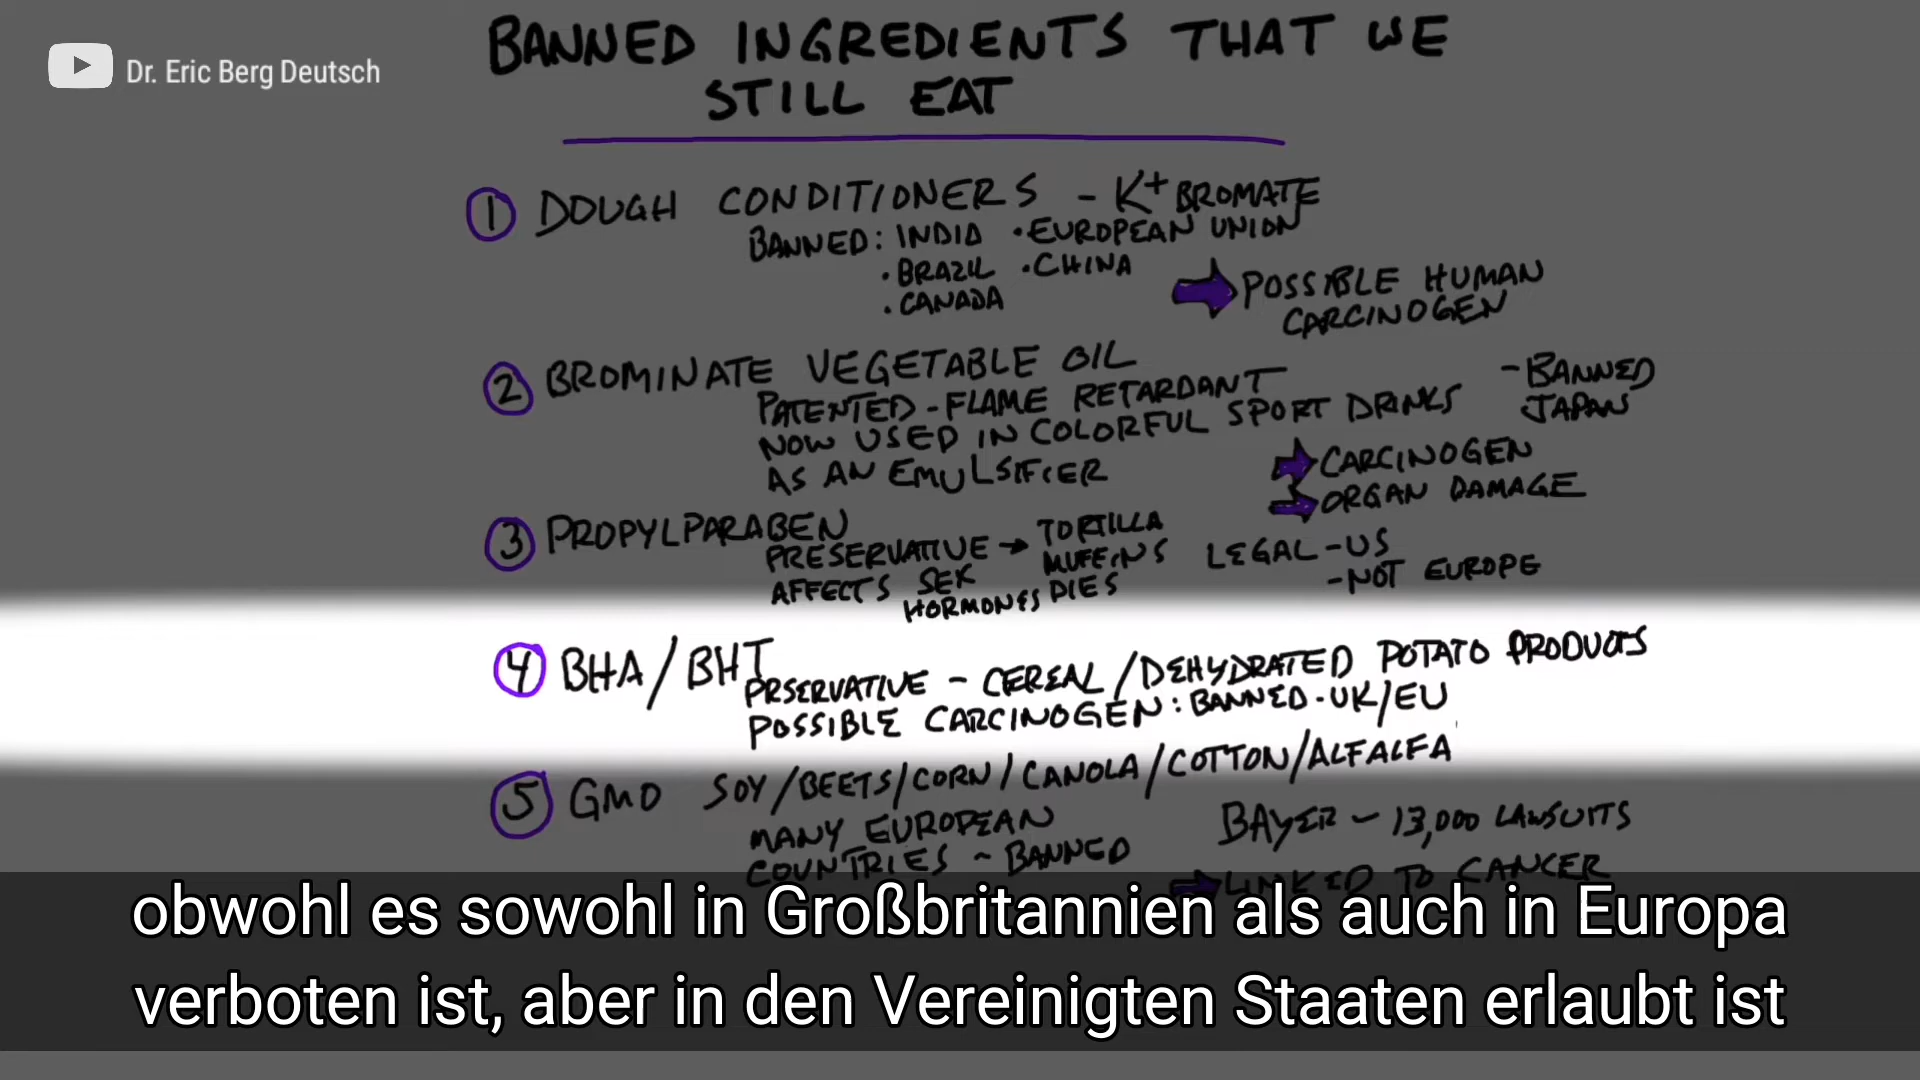 BANNED INGREDIENTS THAT WE
STILL EAT
Dr. Eric Berg Deutsch
1 DOUGH CONDITIONERS - K+ BROMATE
BANNED: INDIA • EUROPEAN UNION
• BRAZIL • CHINA
• CANADA
POSSIBLE HUMAN
CARCINOGEN
2 BROMINATE VEGETABLE OIL
PATENTED - FLAME RETARDANT
NOW USED IN COLORFUL SPORT DRINKS
AS AN EMULSIFIER
- BANNED
JAPAN
CARCINOGEN
ORGAN DAMAGE
3 PROPYLPARABEN
PRESERVATIVE → TORTILLA
MUFFINS
PIES
AFFECTS SEX
HORMONES
LEGAL - US
- NOT EUROPE
4 BHA/BHT
PRSERVATIVE - CEREAL/DEHYDRATED POTATO PRODUCTS
POSSIBLE CARCINOGEN: BANNED - UK/EU
5 GMO SOY/BEETS/CORN/CANOLA/COTTON/ALFALFA
MANY EUROPEAN
COUNTRIES ~ BANNED
BAYER - 13,000 LAWSUITS
LINKED TO CANCER
obwohl es sowohl in Großbritannien als auch in Europa
verboten ist, aber in den Vereinigten Staaten erlaubt ist